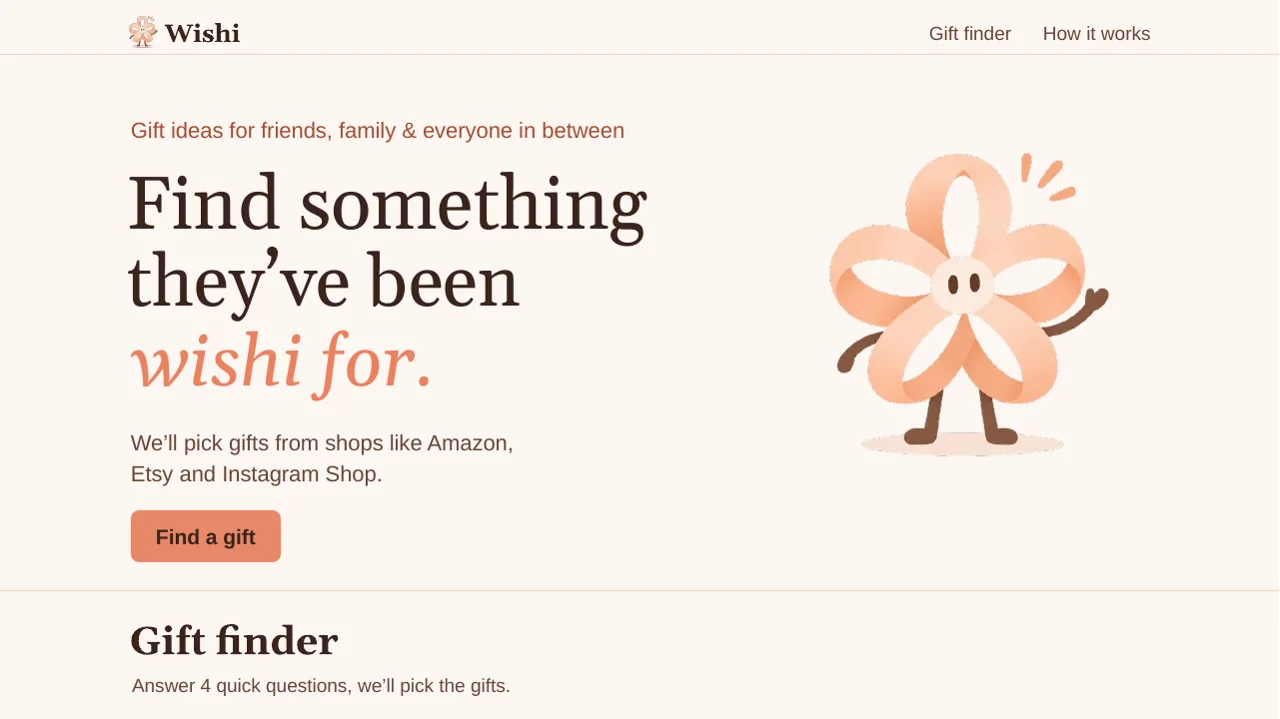 Wishi
Gift finder
How it works
Gift ideas for friends, family & everyone in between
Find something
they’ve been
wishi for.
We’ll pick gifts from shops like Amazon,
Etsy and Instagram Shop.
Find a gift
Gift finder
Answer 4 quick questions, we’ll pick the gifts.